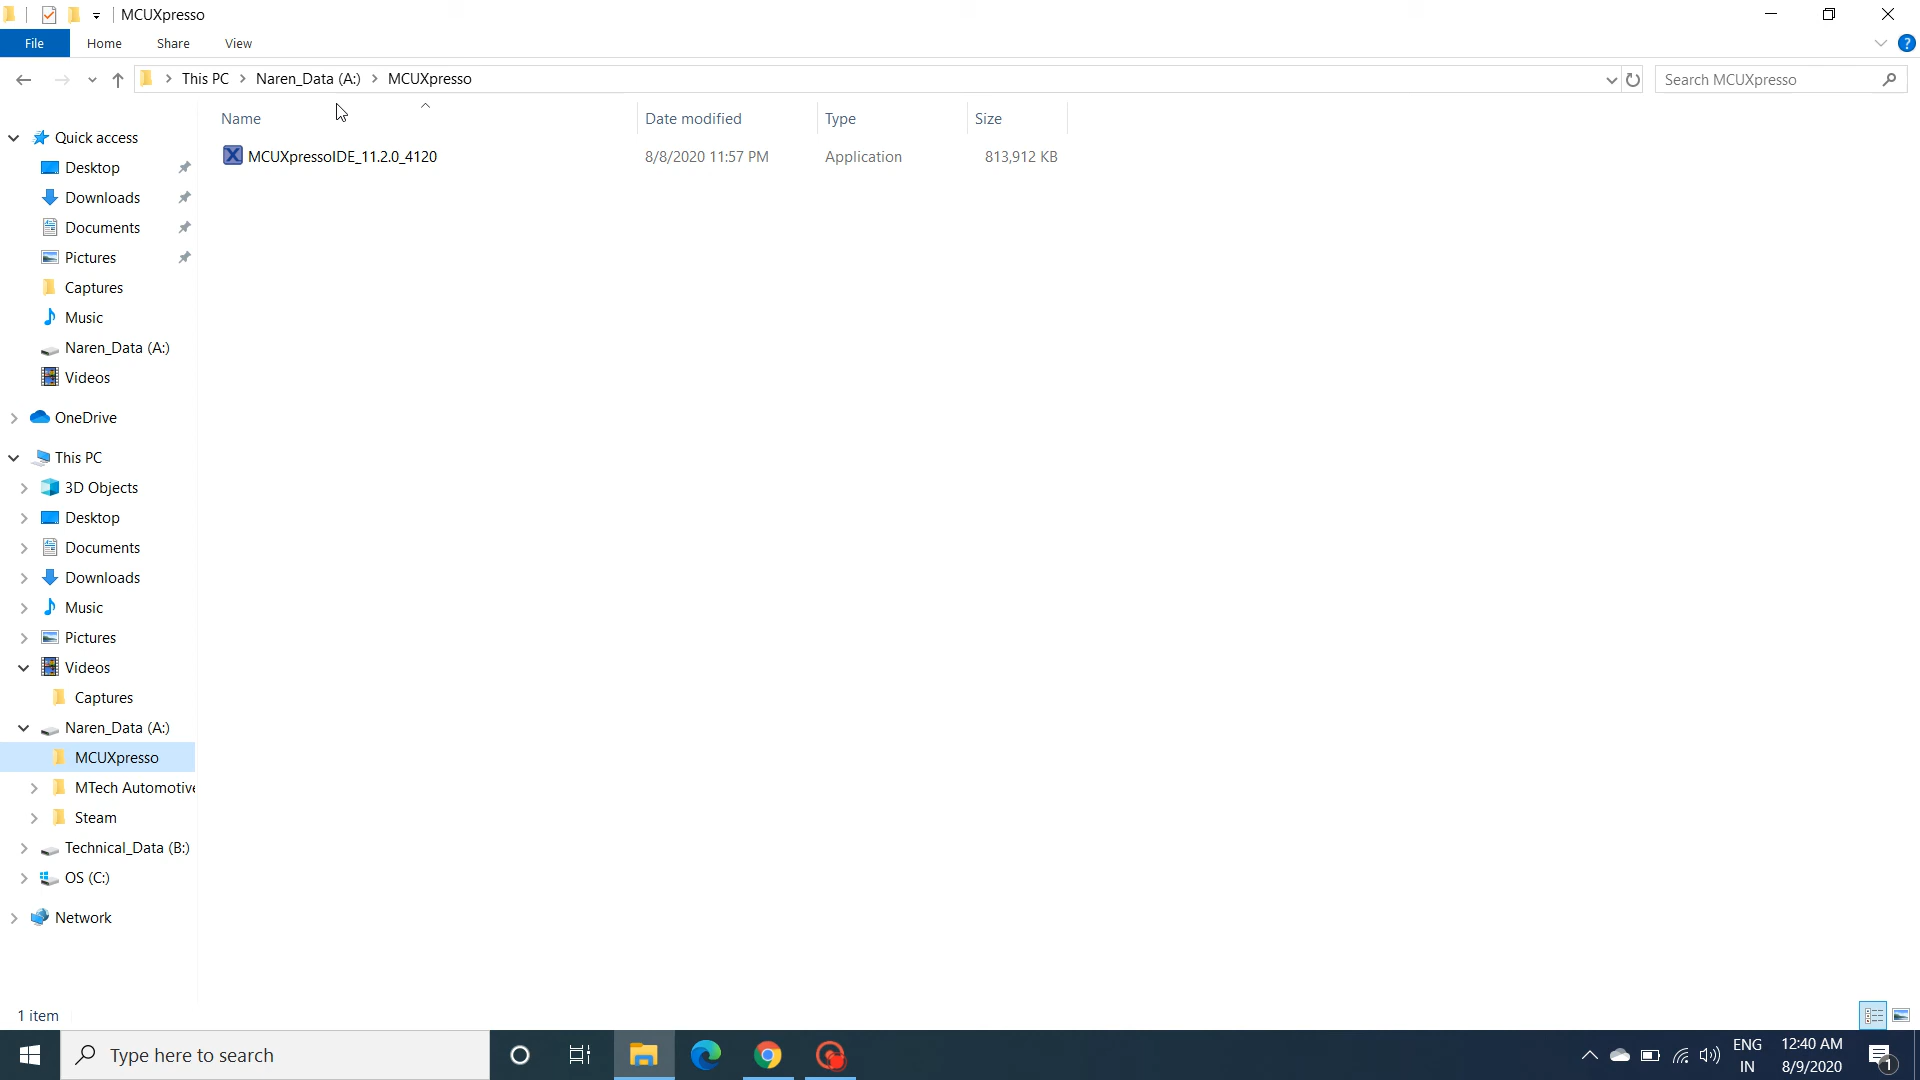 MCUXpresso
File Home Share View
This PC Naren_Data (A:) MCUXpresso
Search MCUXpresso
Name Date modified Type Size
MCUXpressoIDE_11.2.0_4120 8/8/2020 11:57 PM Application 813,912 KB
Quick access
Desktop
Downloads
Documents
Pictures
Captures
Music
Naren_Data (A:)
Videos
OneDrive
This PC
3D Objects
Desktop
Documents
Downloads
Music
Pictures
Videos
Captures
Naren_Data (A:)
MCUXpresso
MTech Automotive
Steam
Technical_Data (B:)
OS (C:)
Network
1 item
Type here to search
ENG
IN
12:40 AM
8/9/2020
1